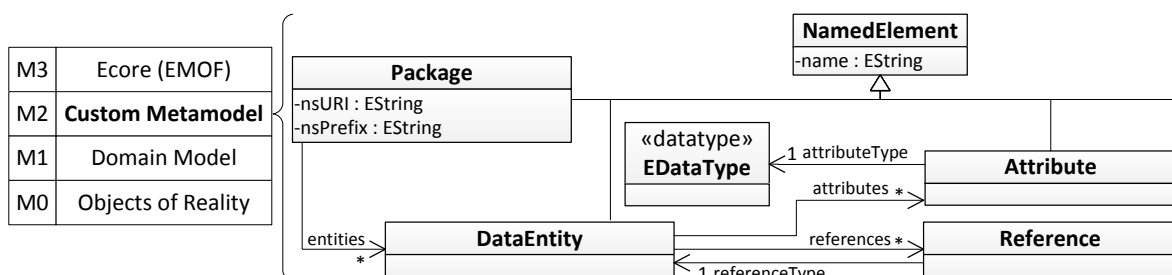 M3 Ecore (EMOF)
M2 Custom Metamodel
M1 Domain Model
M0 Objects of Reality
NamedElement
-name : EString
Package
-nsURI : EString
-nsPrefix : EString
«datatype»
EDataType
1 attributeType
Attribute
attributes *
entities
*
DataEntity
references *
Reference
1 referenceType